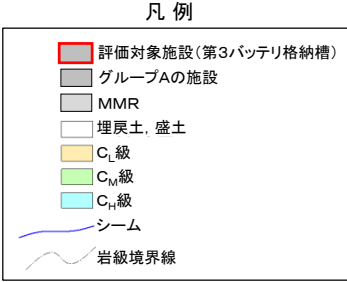 凡 例
評価対象施設(第3バッテリ格納槽)
グループAの施設
MMR
埋戻土, 盛土
CL級
CM級
CH級
シーム
岩級境界線